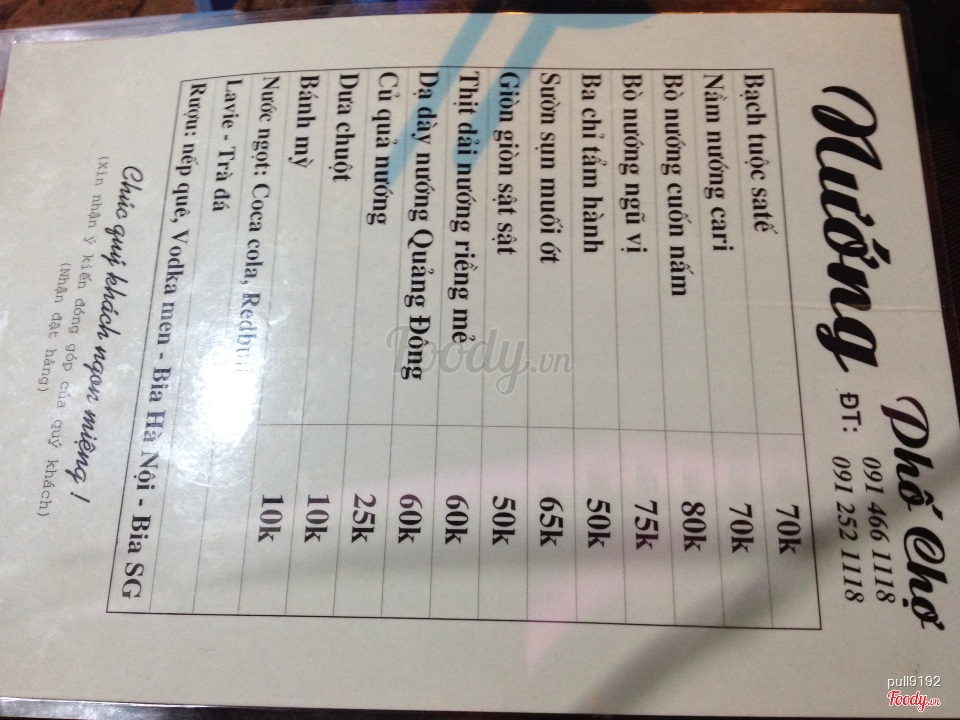 Nướng Phố Chợ
ĐT: 091 466 1118
091 252 1118
Bạch tuộc satế 70k
Nầm nướng cari 70k
Bò nướng cuốn nấm 80k
Bò nướng ngũ vị 75k
Ba chỉ tẩm hành 50k
Sườn sụn muối ớt 65k
Giòn giòn sật sật 50k
Thịt dải nướng riềng mẻ 60k
Dạ dày nướng Quảng Đông 60k
Củ quả nướng 25k
Dưa chuột 10k
Bánh mỳ 10k
Nước ngọt: Coca cola, Redbull
Lavie - Trà đá
Rượu: nếp quê, Vodka men - Bia Hà Nội - Bia SG
Chúc quý khách ngon miệng !
(Xin nhận ý kiến đóng góp của quý khách)
(Nhận đặt hàng)
Foody.vn
pull9192
Foody.vn